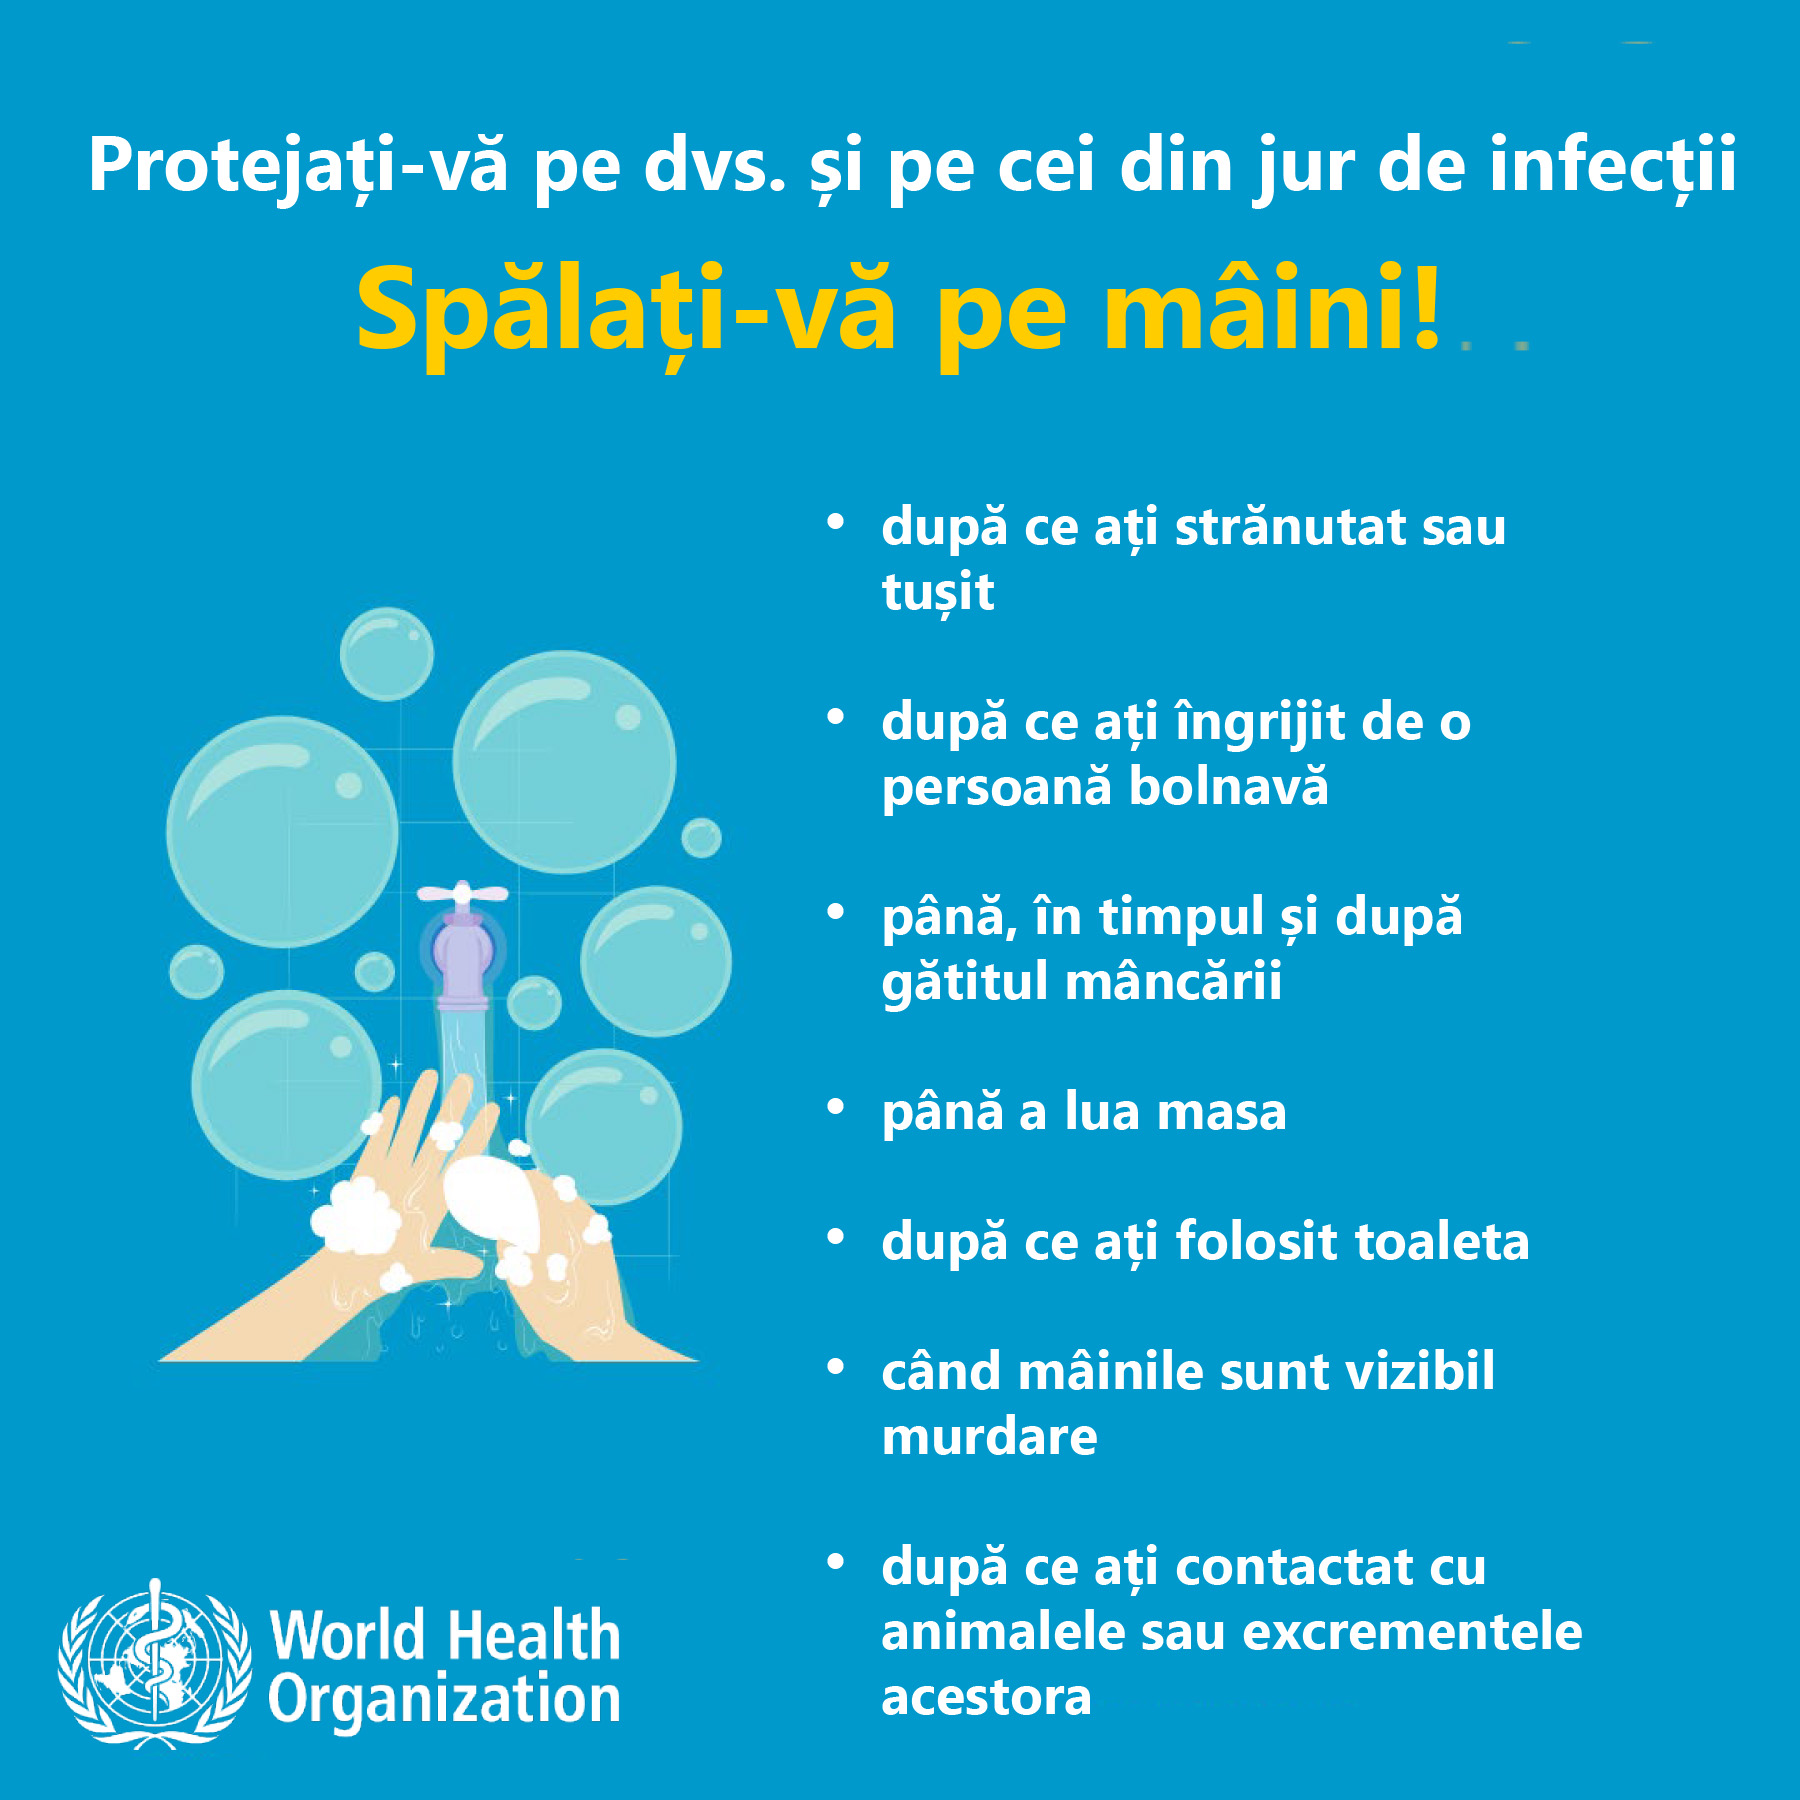 Protejați-vă pe dvs. și pe cei din jur de infecții
Spălați-vă pe mâini!
• după ce ați strănutat sau
tușit
• după ce ați îngrijit de o
persoană bolnavă
• până, în timpul și după
gătitul mâncării
• până a lua masa
• după ce ați folosit toaleta
• când mâinile sunt vizibil
murdare
• după ce ați contactat cu
animalele sau excrementele
acestora
World Health
Organization